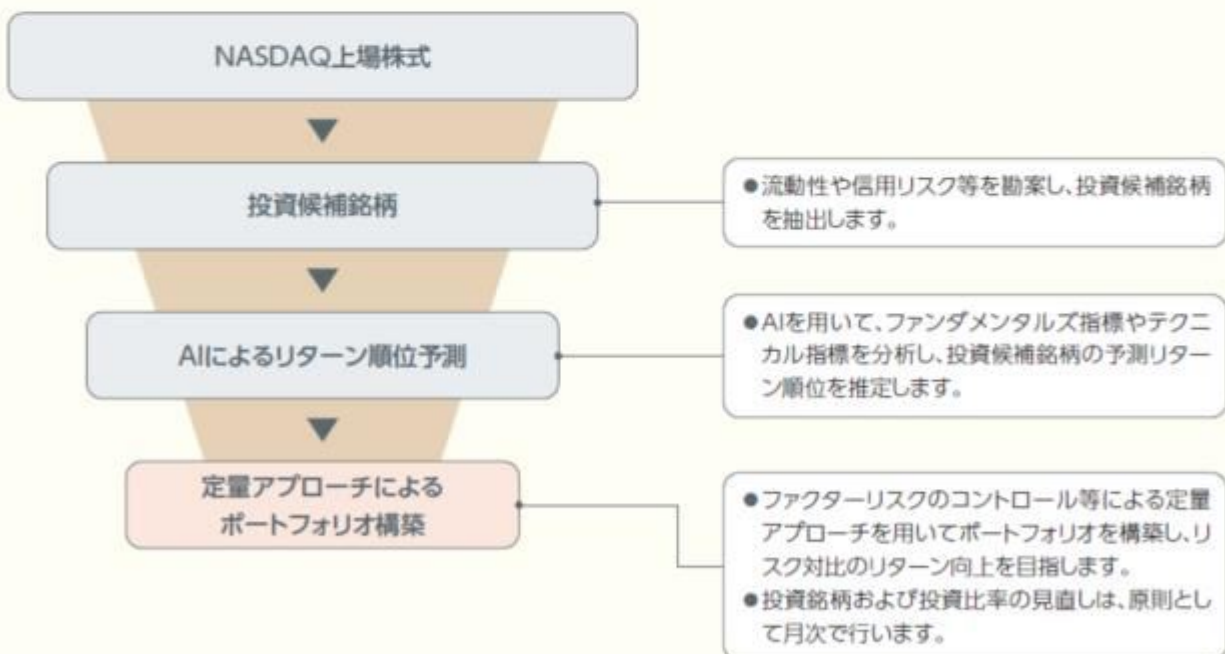 NASDAQ上場株式
投資候補銘柄
●流動性や信用リスク等を勘案し、投資候補銘柄
を抽出します。
AIによるリターン順位予測
●AIを用いて、ファンダメンタルズ指標やテクニ
カル指標を分析し、投資候補銘柄の予測リター
ン順位を推定します。
定量アプローチによる
ポートフォリオ構築
●ファクターリスクのコントロール等による定量
アプローチを用いてポートフォリオを構築し、リ
スク対比のリターン向上を目指します。
●投資銘柄および投資比率の見直しは、原則とし
て月次で行います。